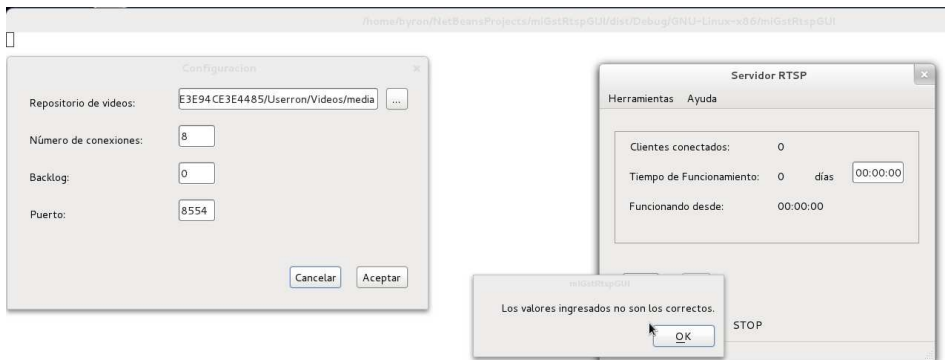 /home/byron/NetBeansProjects/miGstRtspGUI/dist/Debug/GNU-Linux-x86/miGstRtspGUI
Configuracion
Repositorio de videos:
E3E94CE3E4485/Userron/Videos/media
...
Número de conexiones:
8
Backlog:
0
Puerto:
8554
Cancelar
Aceptar
Servidor RTSP
Herramientas Ayuda
Clientes conectados: 0
Tiempo de Funcionamiento: 0 días 00:00:00
Funcionando desde: 00:00:00
miGstRtspGUI
Los valores ingresados no son los correctos.
OK
STOP